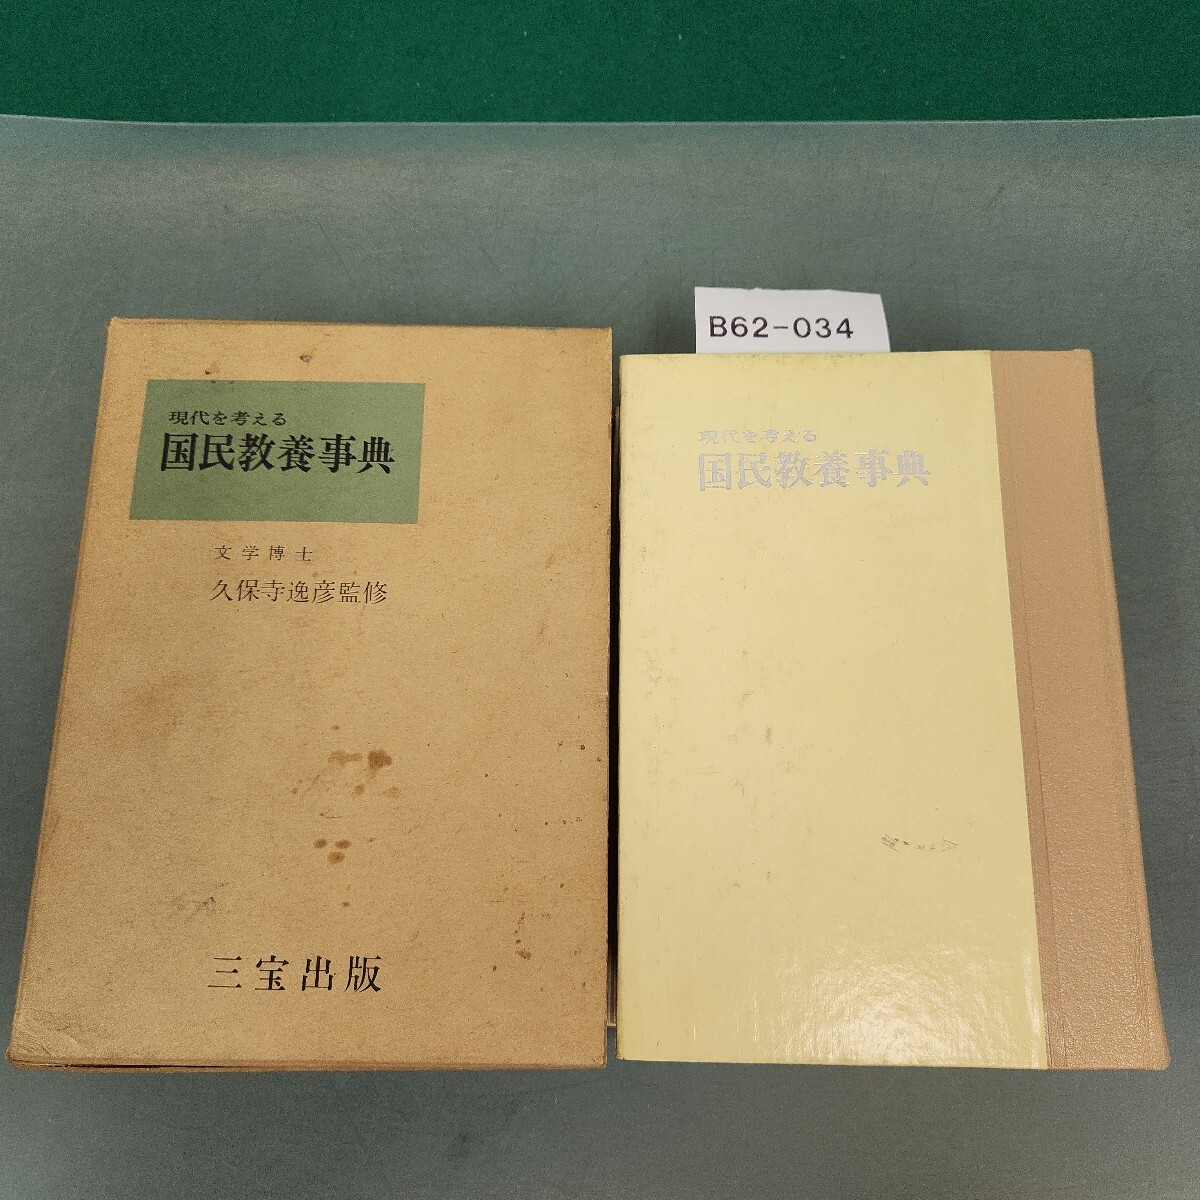 現代を考える
国民教養事典
文学博士
久保寺逸彦監修
三宝出版
B62-034
現代を考える
国民教養事典